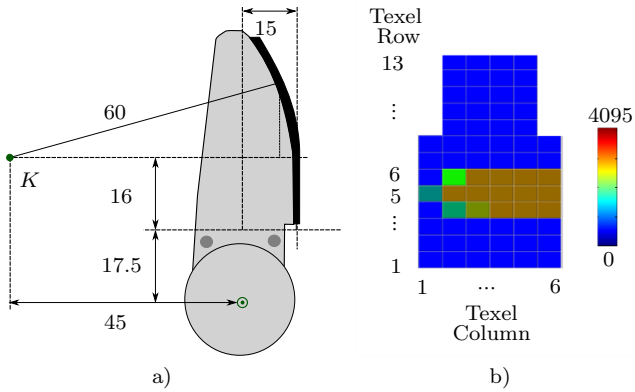 15
60
K
16
17.5
45
a)
Texel
Row
13
⋮
6
5
⋮
1
1 ... 6
Texel
Column
4095
0
b)